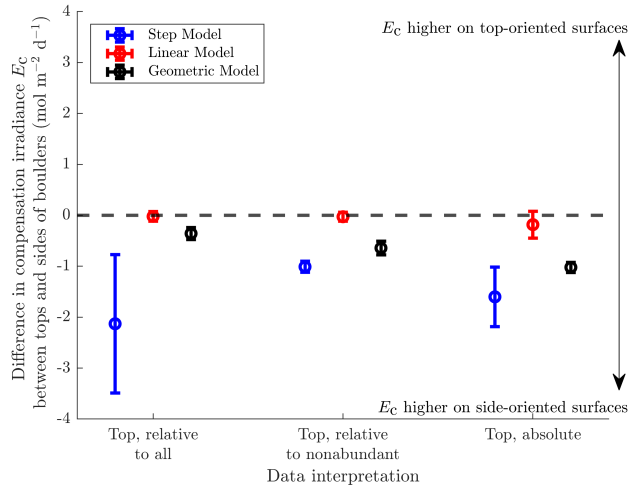 Difference in compensation irradiance E_C
between tops and sides of boulders (mol m⁻² d⁻¹)
4
3
2
1
0
-1
-2
-3
-4
Step Model
Linear Model
Geometric Model
E_C higher on top-oriented surfaces
E_C higher on side-oriented surfaces
Top, relative
to all
Top, relative
to nonabundant
Top, absolute
Data interpretation